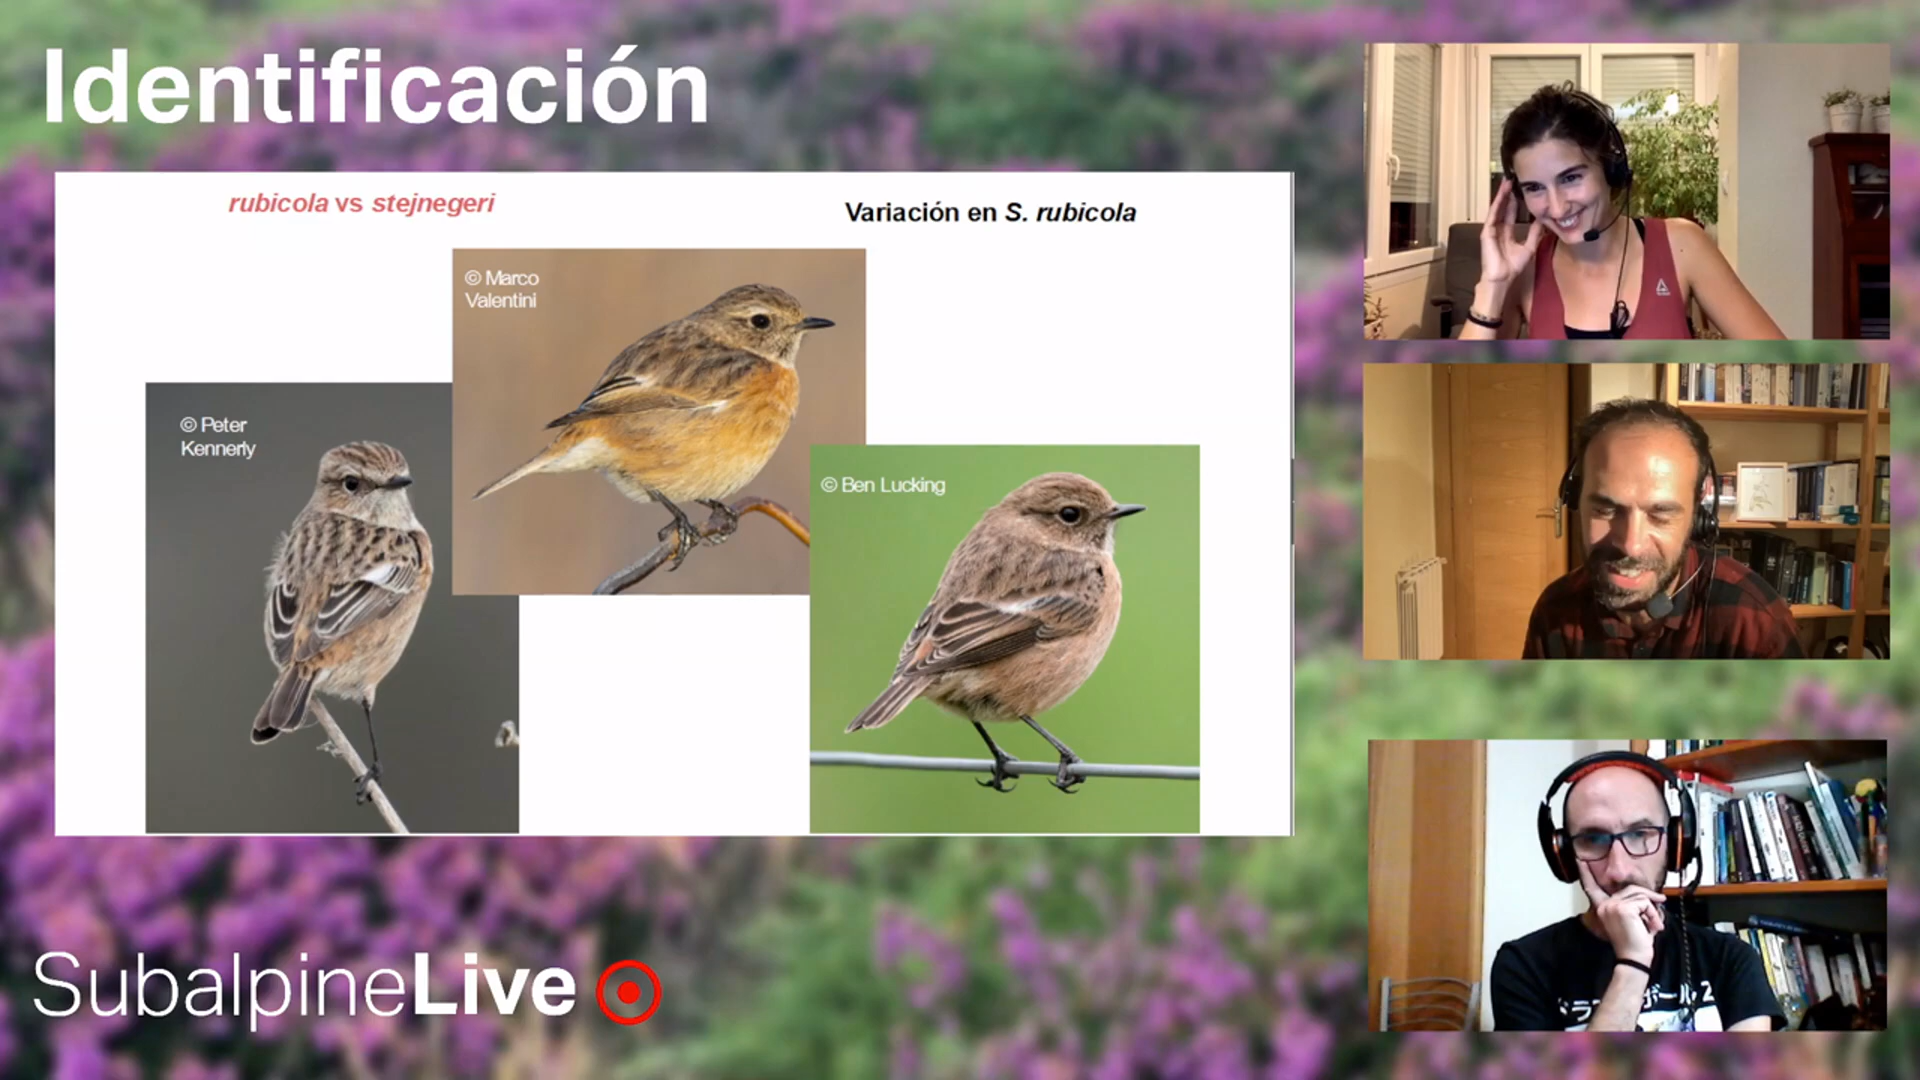 Identificación
rubicola vs stejnegeri
Variación en S. rubicola
© Marco
Valentini
© Peter
Kennerly
© Ben Lucking
SubalpineLive